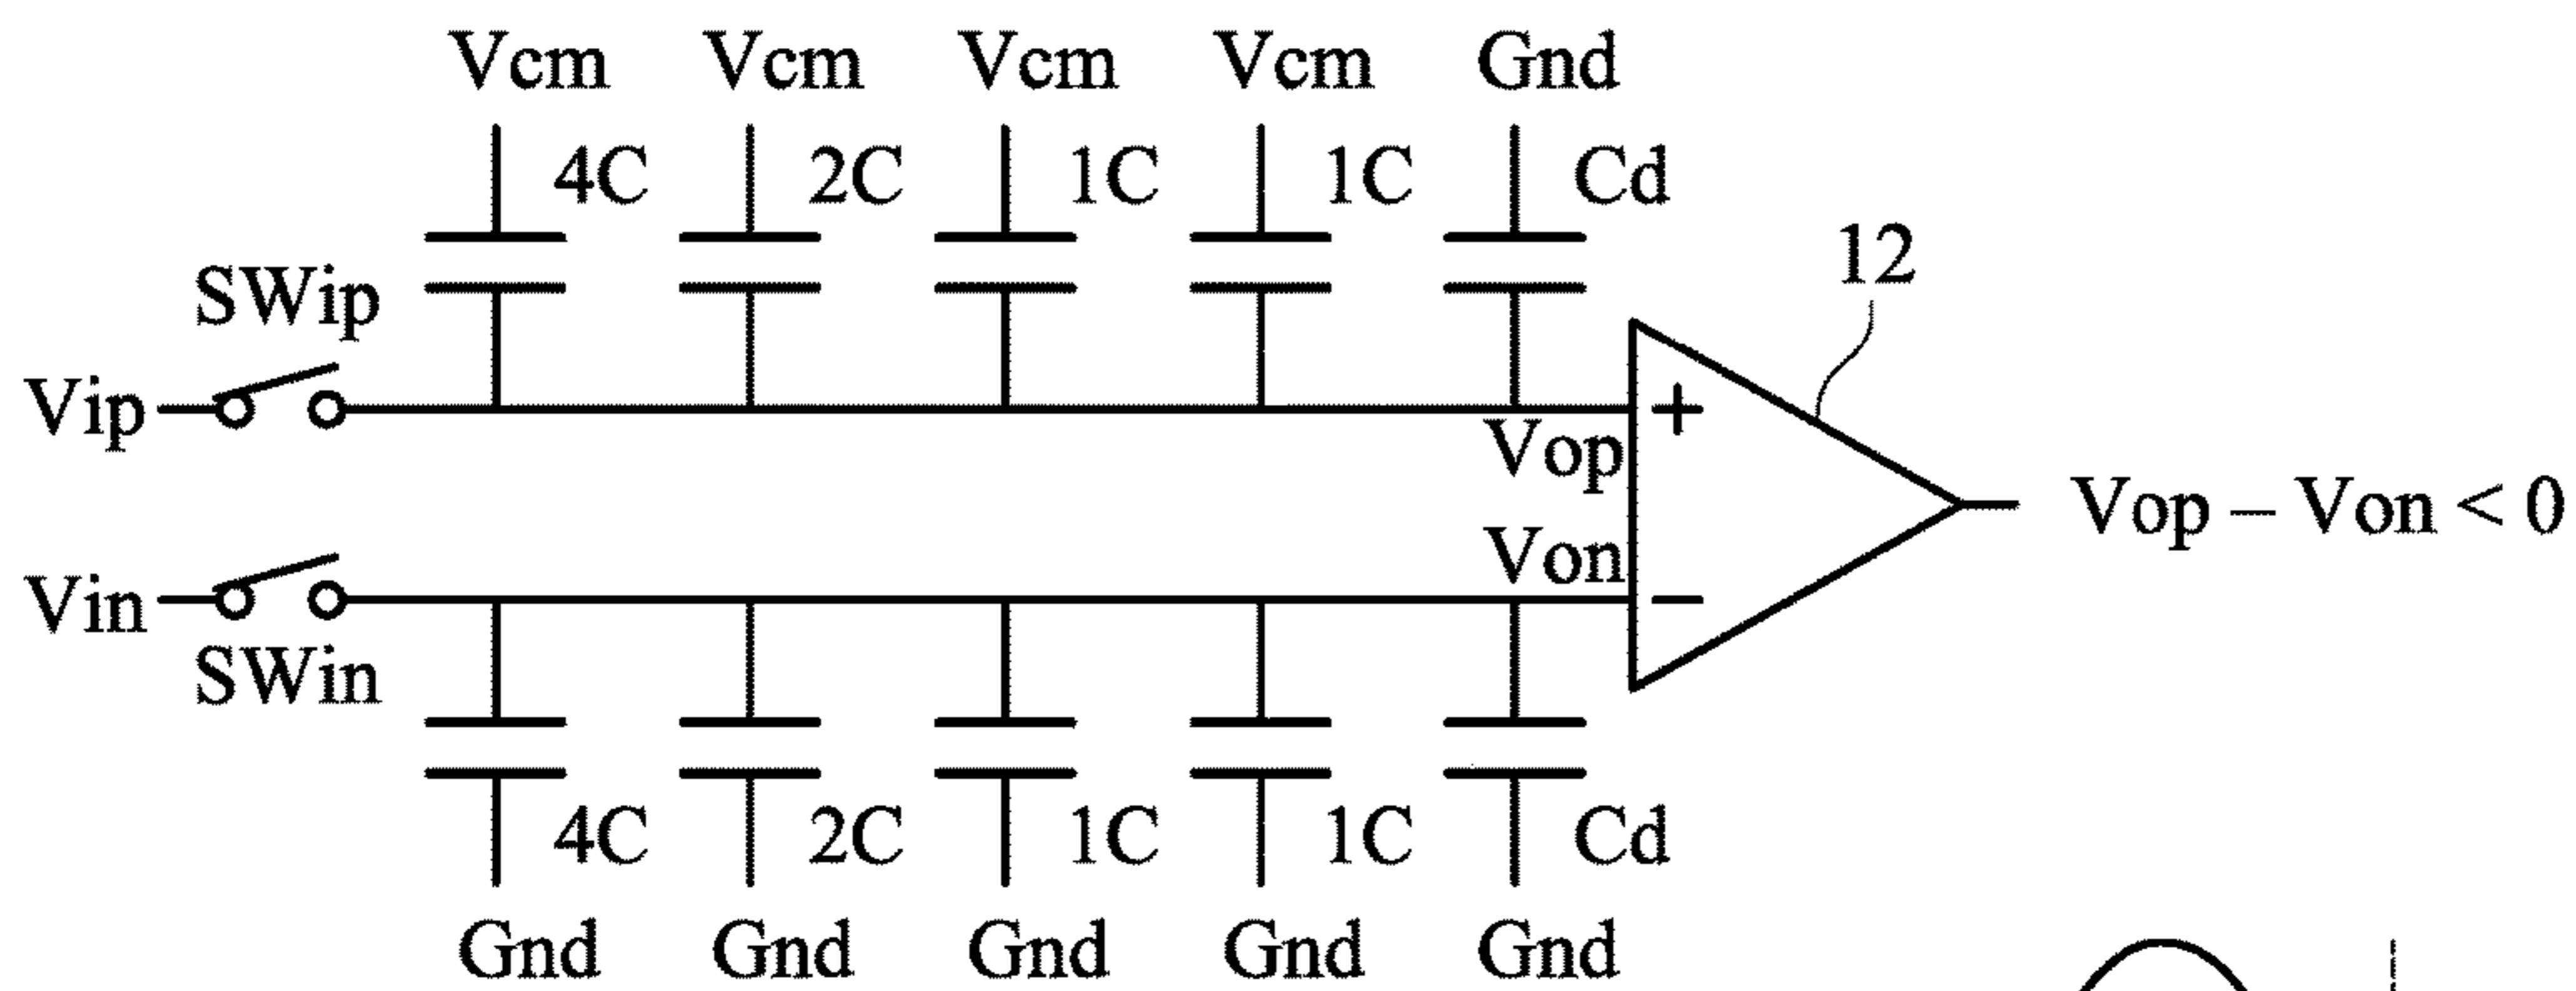 Vcm Vcm Vcm Vcm Gnd
4C 2C 1C 1C Cd
12
SWip
Vip
+
Vop
Vop – Von < 0
Von
Vin
−
SWin
4C 2C 1C 1C Cd
Gnd Gnd Gnd Gnd Gnd